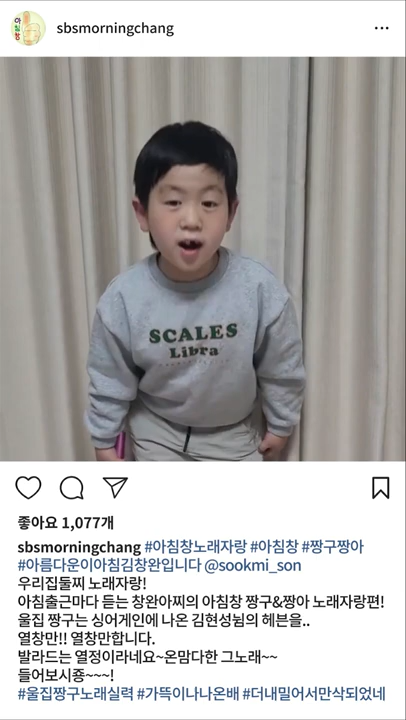 아침창
sbsmorningchang
SCALES
Libra
좋아요 1,077개
sbsmorningchang #아침창노래자랑 #아침창 #짱구짱아
#아름다운이아침김창완입니다 @sookmi_son
우리집둘찌 노래자랑!
아침출근마다 듣는 창완아찌의 아침창 짱구&짱아 노래자랑편!
울집 짱구는 싱어게인에 나온 김현성뉨의 헤븐을..
열창만!! 열창만합니다.
발라드는 열정이라네요~온맘다한 그노래~~
들어보시죵~~~!
#울집짱구노래실력 #가뜩이나나온배 #더내밀어서만삭되었네